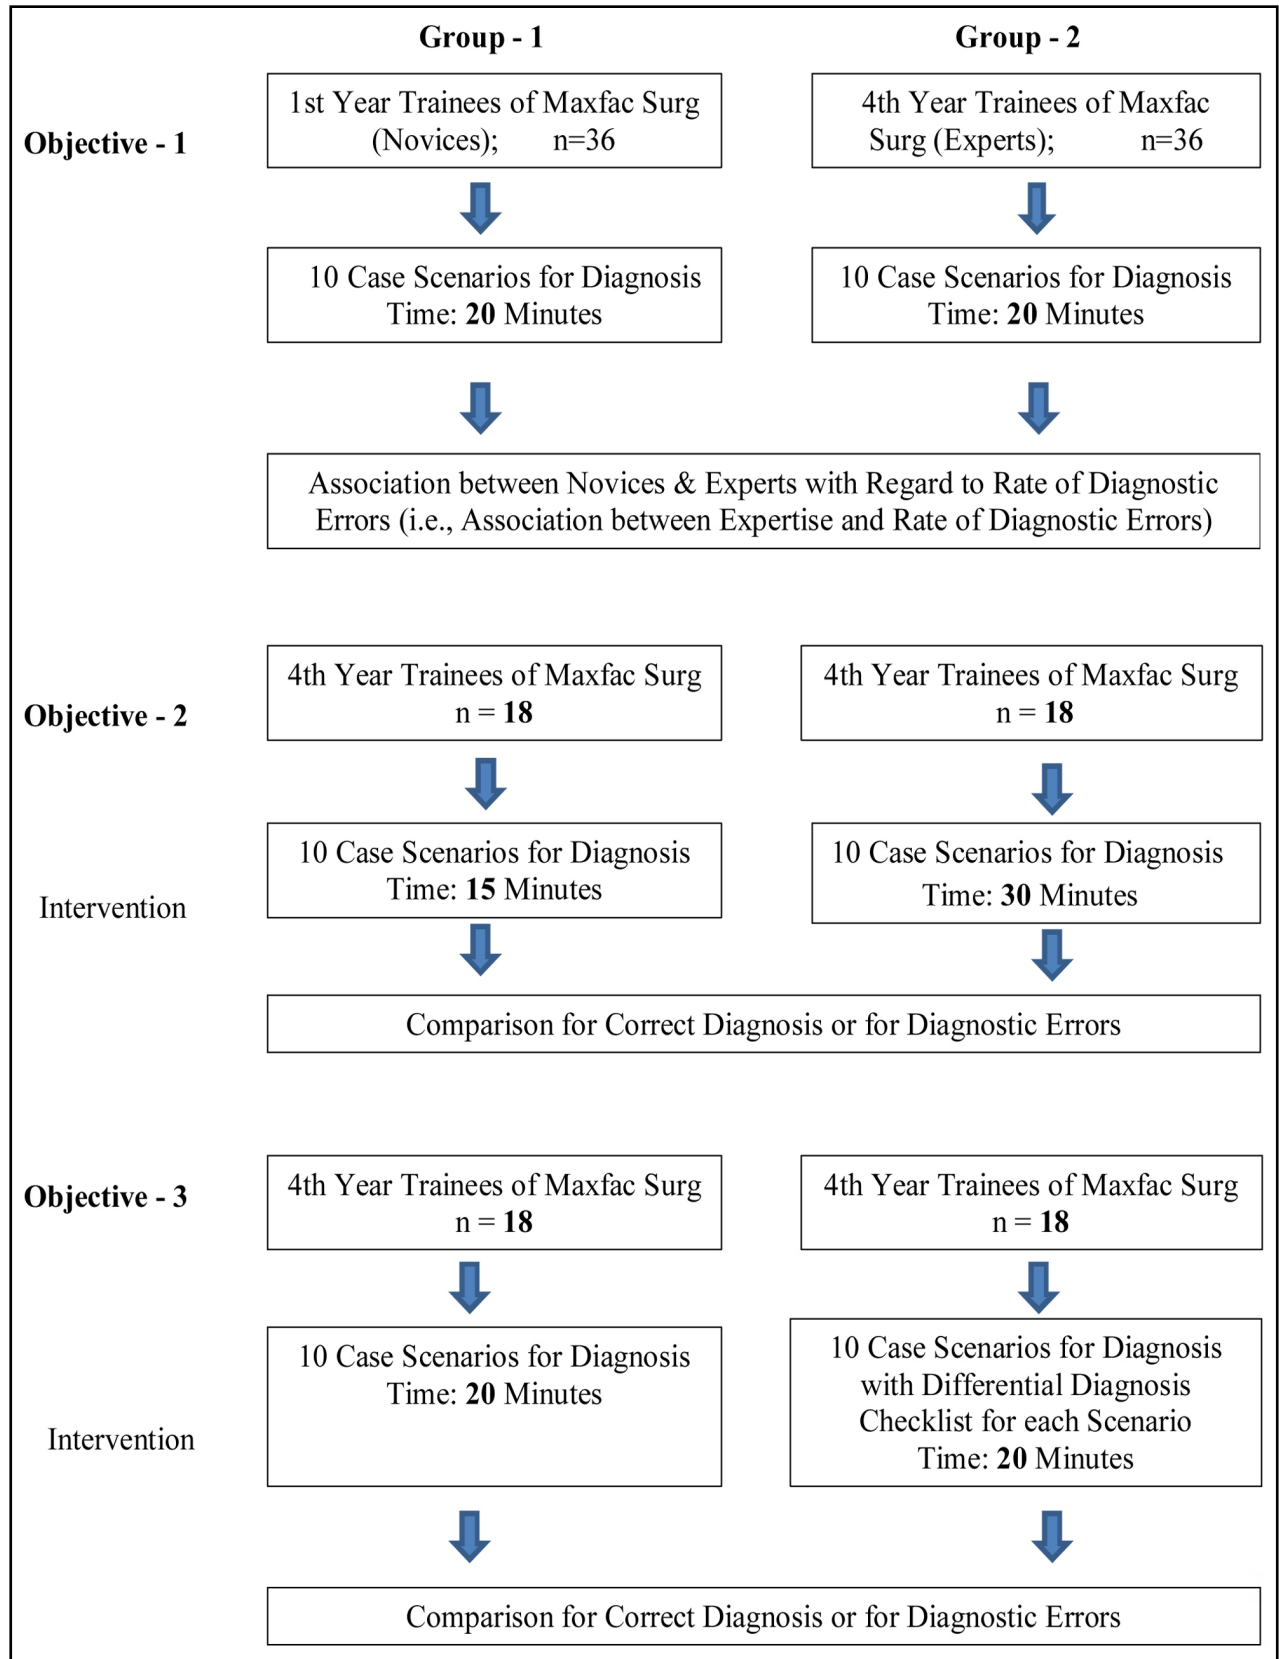 Group - 1
Group - 2
Objective - 1
1st Year Trainees of Maxfac Surg
(Novices); n=36
4th Year Trainees of Maxfac
Surg (Experts); n=36
10 Case Scenarios for Diagnosis
Time: 20 Minutes
10 Case Scenarios for Diagnosis
Time: 20 Minutes
Association between Novices & Experts with Regard to Rate of Diagnostic
Errors (i.e., Association between Expertise and Rate of Diagnostic Errors)
Objective - 2
4th Year Trainees of Maxfac Surg
n = 18
4th Year Trainees of Maxfac Surg
n = 18
Intervention
10 Case Scenarios for Diagnosis
Time: 15 Minutes
10 Case Scenarios for Diagnosis
Time: 30 Minutes
Comparison for Correct Diagnosis or for Diagnostic Errors
Objective - 3
4th Year Trainees of Maxfac Surg
n = 18
4th Year Trainees of Maxfac Surg
n = 18
Intervention
10 Case Scenarios for Diagnosis
Time: 20 Minutes
10 Case Scenarios for Diagnosis
with Differential Diagnosis
Checklist for each Scenario
Time: 20 Minutes
Comparison for Correct Diagnosis or for Diagnostic Errors